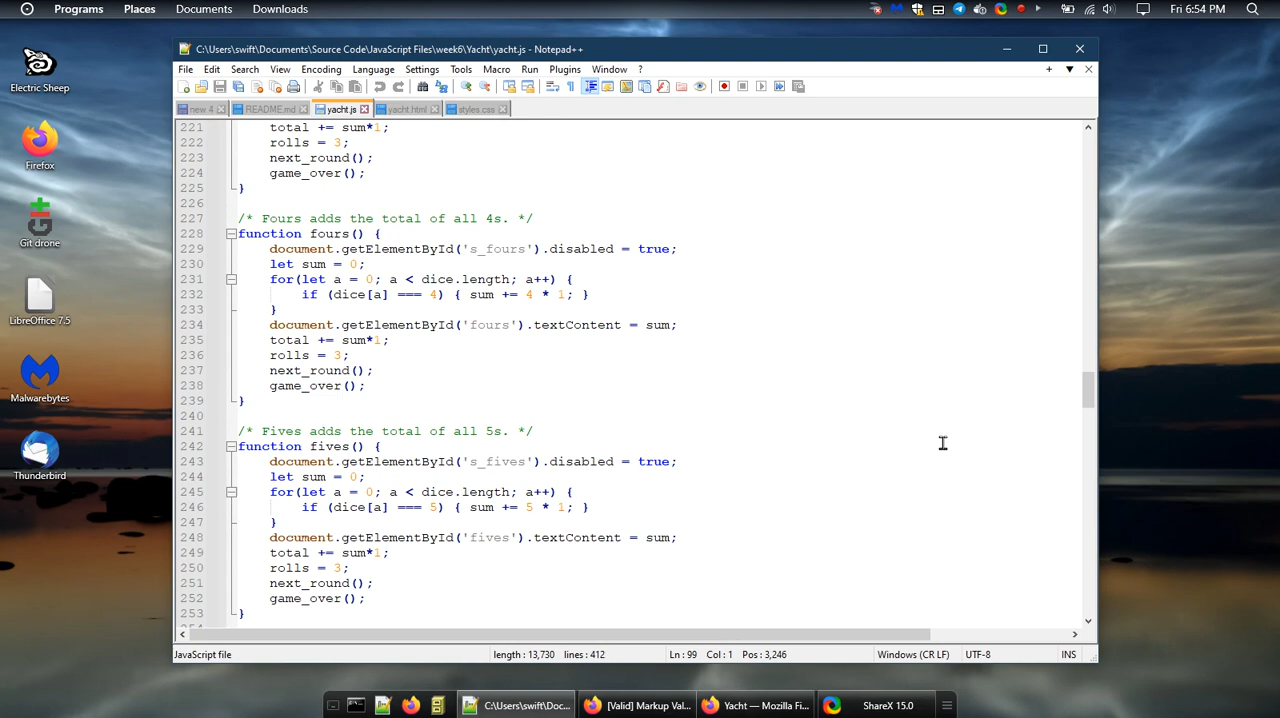 Programs Places Documents Downloads Fri 6:54 PM
C:\Users\swift\Documents\Source Code\JavaScript Files\week6\Yacht\yacht.js - Notepad++
File Edit Search View Encoding Language Settings Tools Macro Run Plugins Window ?
new 4 README.md yacht.js yacht.html styles.css
221 total += sum*1;
222 rolls = 3;
223 next_round();
224 game_over();
225 }
226
227 /* Fours adds the total of all 4s. */
228 function fours() {
229 document.getElementById('s_fours').disabled = true;
230 let sum = 0;
231 for(let a = 0; a < dice.length; a++) {
232 if (dice[a] === 4) { sum += 4 * 1; }
233 }
234 document.getElementById('fours').textContent = sum;
235 total += sum*1;
236 rolls = 3;
237 next_round();
238 game_over();
239 }
240
241 /* Fives adds the total of all 5s. */
242 function fives() {
243 document.getElementById('s_fives').disabled = true;
244 let sum = 0;
245 for(let a = 0; a < dice.length; a++) {
246 if (dice[a] === 5) { sum += 5 * 1; }
247 }
248 document.getElementById('fives').textContent = sum;
249 total += sum*1;
250 rolls = 3;
251 next_round();
252 game_over();
253 }
JavaScript file length : 13,730 lines : 412 Ln : 99 Col : 1 Pos : 3,246 Windows (CR LF) UTF-8 INS
Electric Sheep
Firefox
Git drone
LibreOffice 7.5
Malwarebytes
Thunderbird
C:\Users\swift\Doc... [Valid] Markup Val... Yacht — Mozilla Fi... ShareX 15.0